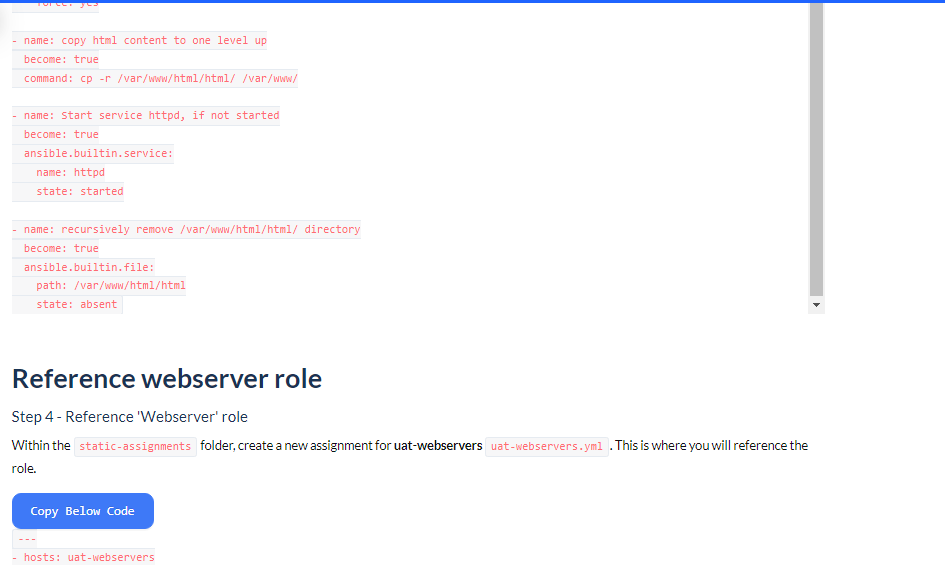 force: yes
- name: copy html content to one level up
  become: true
  command: cp -r /var/www/html/html/ /var/www/
- name: Start service httpd, if not started
  become: true
  ansible.builtin.service:
    name: httpd
    state: started
- name: recursively remove /var/www/html/html/ directory
  become: true
  ansible.builtin.file:
    path: /var/www/html/html
    state: absent
Reference webserver role
Step 4 - Reference 'Webserver' role
Within the static-assignments folder, create a new assignment for uat-webservers uat-webservers.yml. This is where you will reference the
role.
Copy Below Code
---
- hosts: uat-webservers